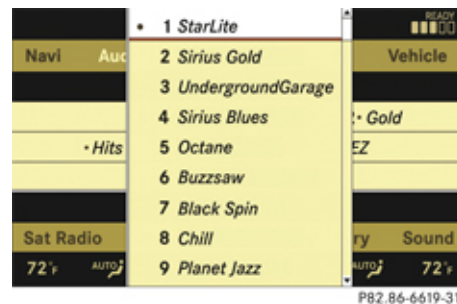 • 1 StarLite
READY
Navi Auc 2 Sirius Gold Vehicle
3 UndergroundGarage
4 Sirius Blues • Gold
• Hits 5 Octane EZ
6 Buzzsaw
7 Black Spin
Sat Radio 8 Chill ry Sound
72°F AUTO 9 Planet Jazz AUTO 72°F
P82.86-6619-31